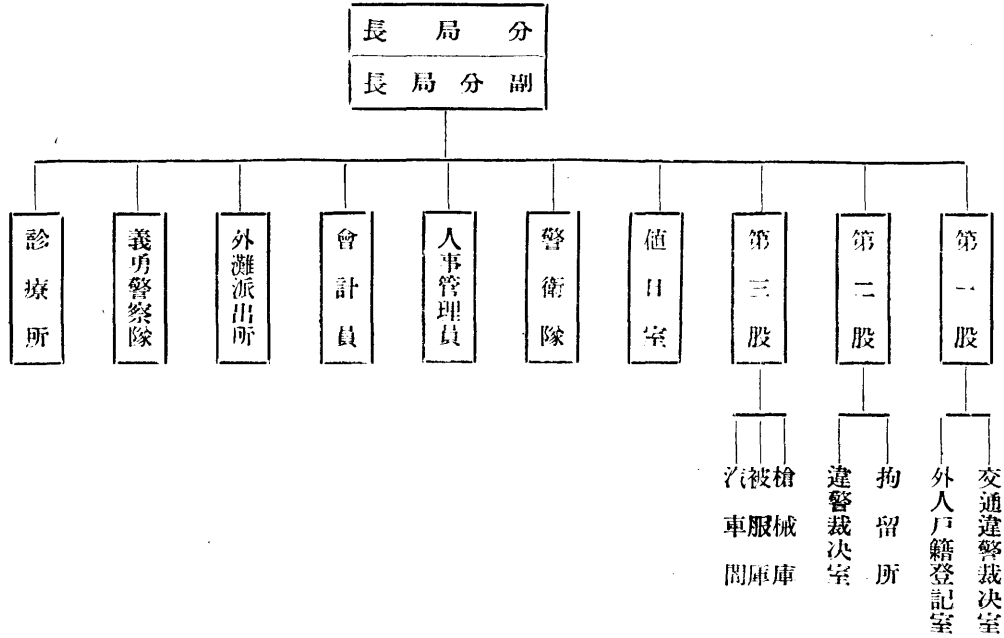 分局長
副分局長
第一股
第二股
第三股
値日室
警衛隊
人事管理員
會計員
外灘派出所
義勇警察隊
診療所
交通違警裁決室
外人戸籍登記室
拘留所
違警裁決室
槍械庫
被服庫
汽車間